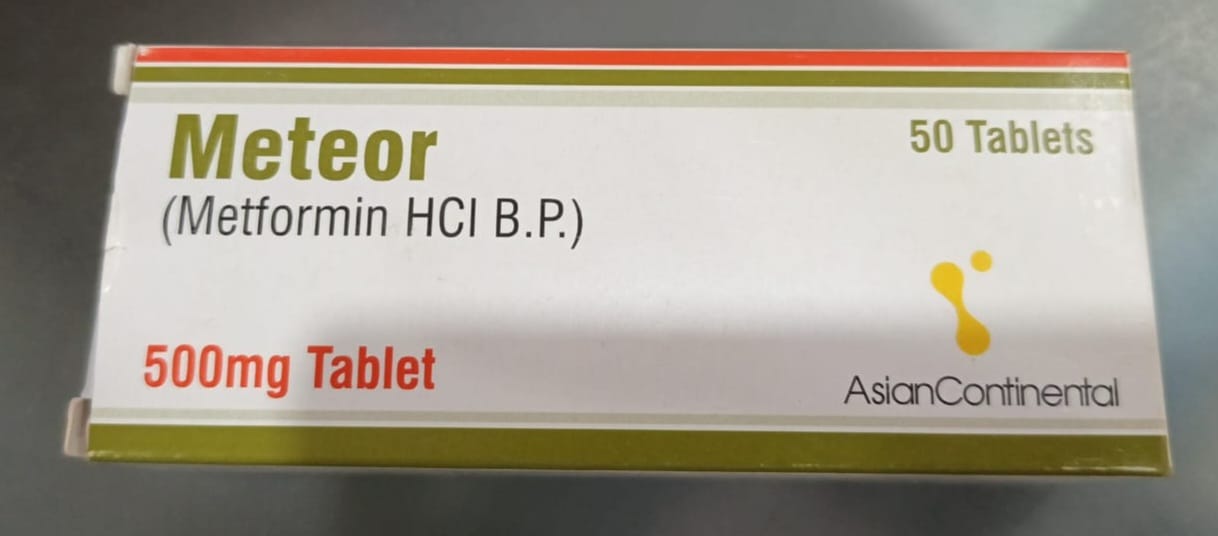 Meteor
50 Tablets
(Metformin HCl B.P.)
500mg Tablet
AsianContinental